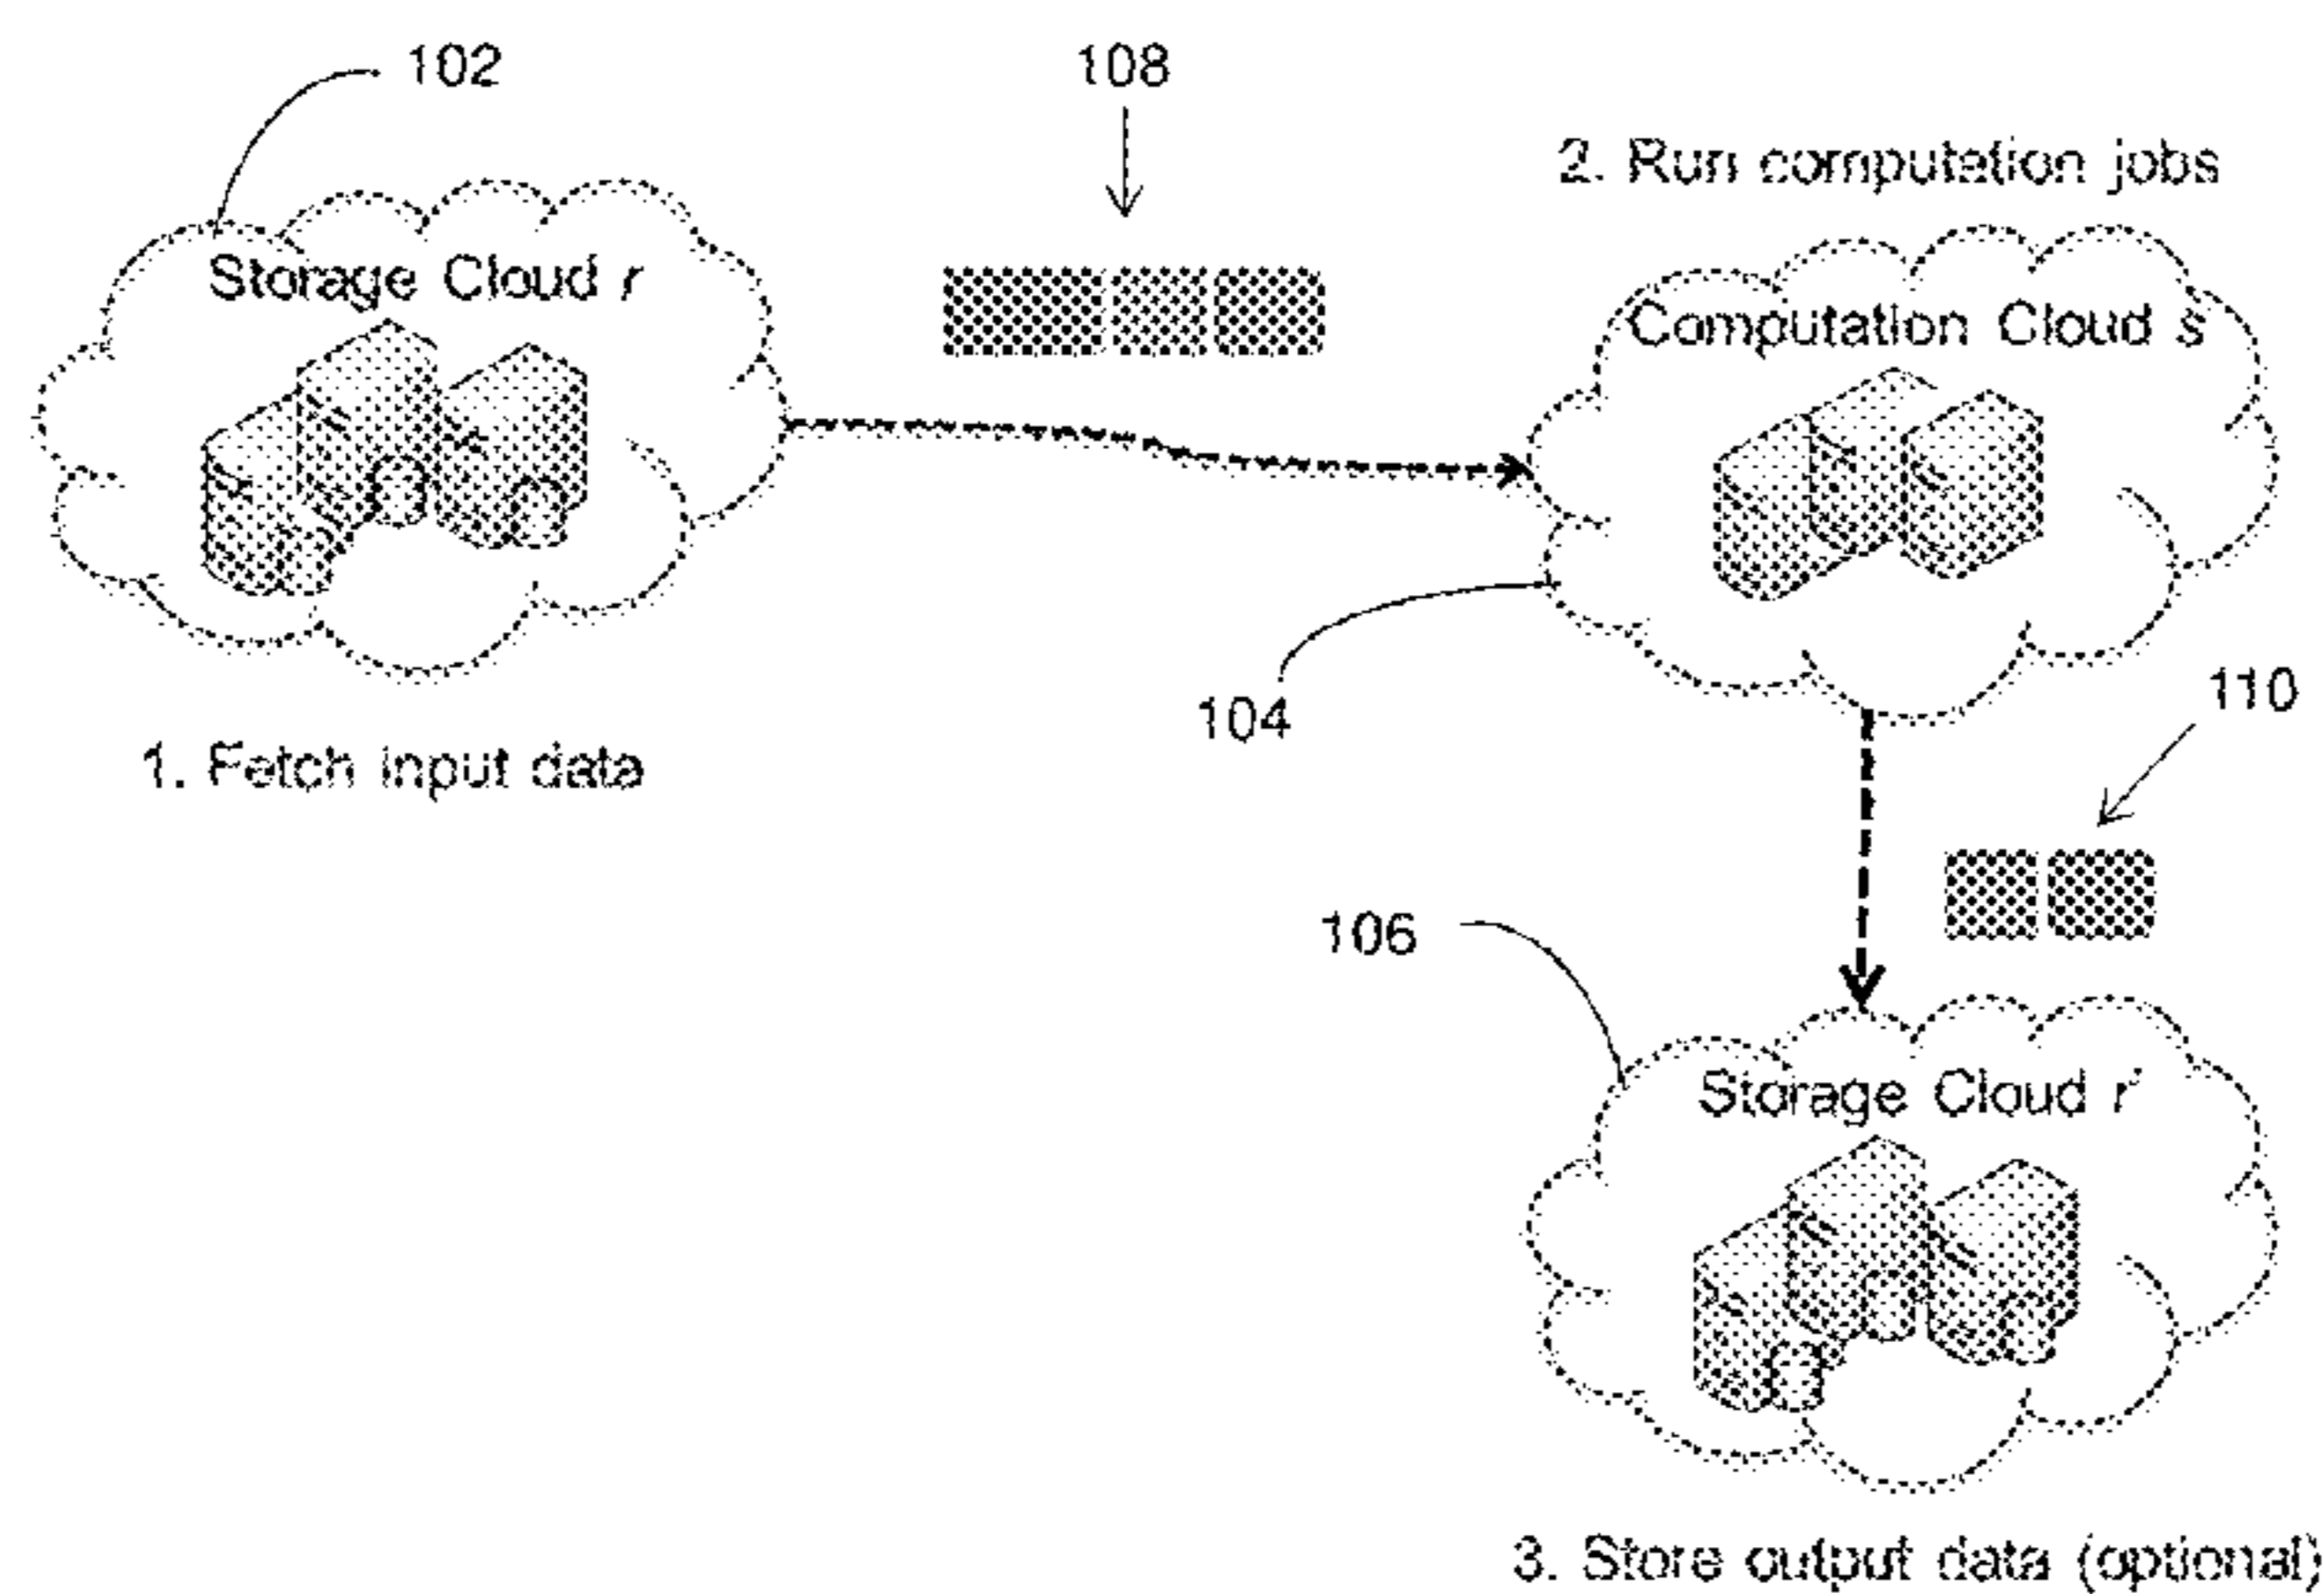 102
108
2. Run computation jobs
Storage Cloud r
Computation Cloud s
104
110
1. Fetch input data
106
Storage Cloud r'
3. Store output data (optional)